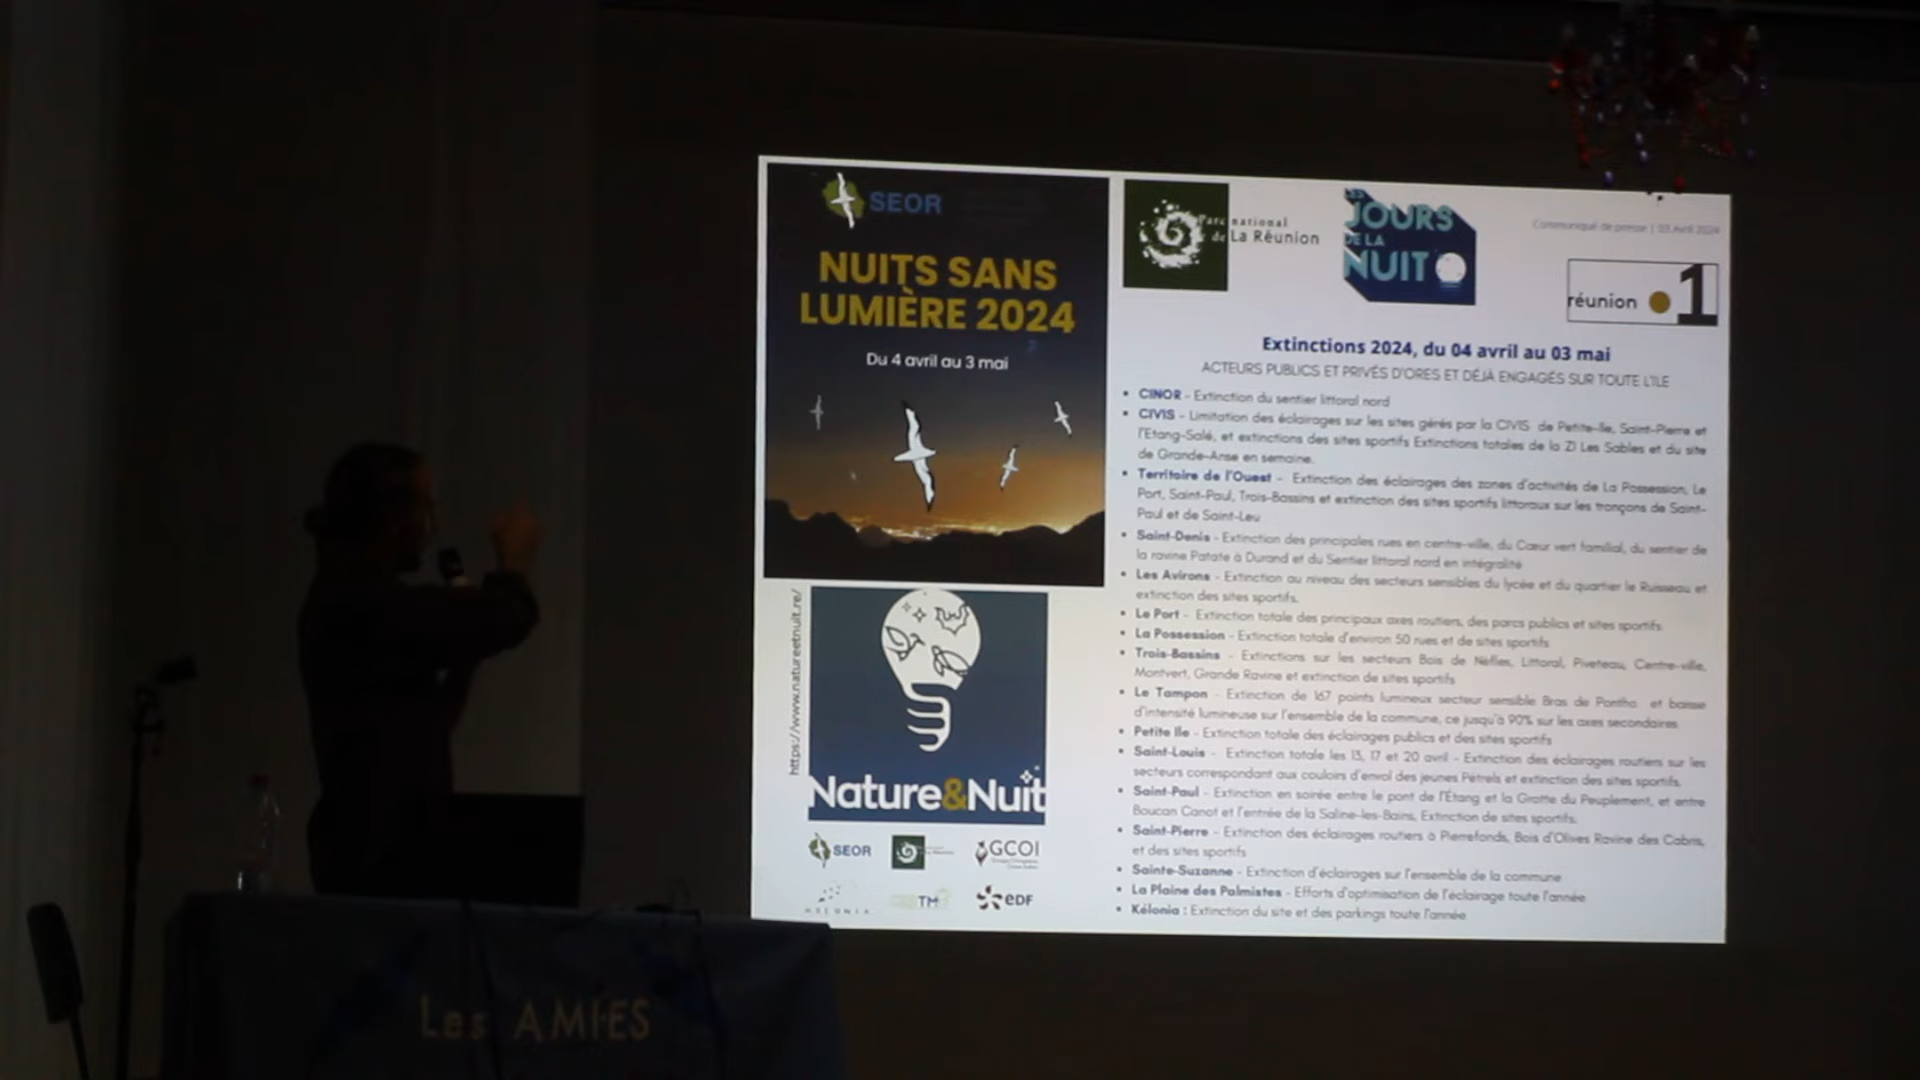 SEOR
NUITS SANS
LUMIÈRE 2024
Du 4 avril au 3 mai
https://www.natureetnuit.re/
Nature&Nuit
SEOR
GCOI
KELONIA
TM
eDF
Parc national
de La Réunion
LES
JOURS
DE LA
NUIT
Communiqué de presse | 03 Avril 2024
réunion 1
Extinctions 2024, du 04 avril au 03 mai
ACTEURS PUBLICS ET PRIVÉS D'ORES ET DÉJÀ ENGAGÉS SUR TOUTE L'ILE
• CINOR - Extinction du sentier littoral nord
• CIVIS - Limitation des éclairages sur les sites gérés par la CIVIS de Petite-Ile, Saint-Pierre et
l'Etang-Salé, et extinctions des sites sportifs Extinctions totales de la ZI Les Sables et du site
de Grande-Anse en semaine.
• Territoire de l'Ouest - Extinction des éclairages des zones d'activités de La Possession, Le
Port, Saint-Paul, Trois-Bassins et extinction des sites sportifs littoraux sur les tronçons de Saint-
Paul et de Saint-Leu
• Saint-Denis - Extinction des principales rues en centre-ville, du Cœur vert familial, du sentier de
la ravine Patate à Durand et du Sentier littoral nord en intégralité
• Les Avirons - Extinction au niveau des secteurs sensibles du lycée et du quartier le Ruisseau et
extinction des sites sportifs.
• Le Port - Extinction totale des principaux axes routiers, des parcs publics et sites sportifs
• La Possession - Extinction totale d'environ 50 rues et de sites sportifs
• Trois-Bassins - Extinctions sur les secteurs Bois de Nèfles, Littoral, Piveteau, Centre-ville,
Montvert, Grande Ravine et extinction de sites sportifs
• Le Tampon - Extinction de 167 points lumineux secteur sensible Bras de Pontho et baisse
d'intensité lumineuse sur l'ensemble de la commune, ce jusqu'à 90% sur les axes secondaires
• Petite Ile - Extinction totale des éclairages publics et des sites sportifs
• Saint-Louis - Extinction totale les 13, 17 et 20 avril - Extinction des éclairages routiers sur les
secteurs correspondant aux couloirs d'envol des jeunes Pétrels et extinction des sites sportifs.
• Saint-Paul - Extinction en soirée entre le pont de l'Étang et la Grotte du Peuplement, et entre
Boucan Canot et l'entrée de la Saline-les-Bains, Extinction de sites sportifs.
• Saint-Pierre - Extinction des éclairages routiers à Pierrefonds, Bois d'Olives Ravine des Cabris,
et des sites sportifs
• Sainte-Suzanne - Extinction d'éclairages sur l'ensemble de la commune
• La Plaine des Palmistes - Efforts d'optimisation de l'éclairage toute l'année
• Kélonia : Extinction du site et des parkings toute l'année
Les AMIES